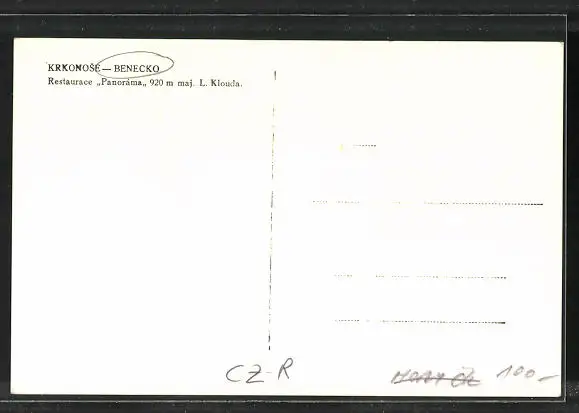 KRKONOŠE — BENECKO
Restaurace „Panoráma„ 920 m maj. L. Klouda.
CZ-R
100,-